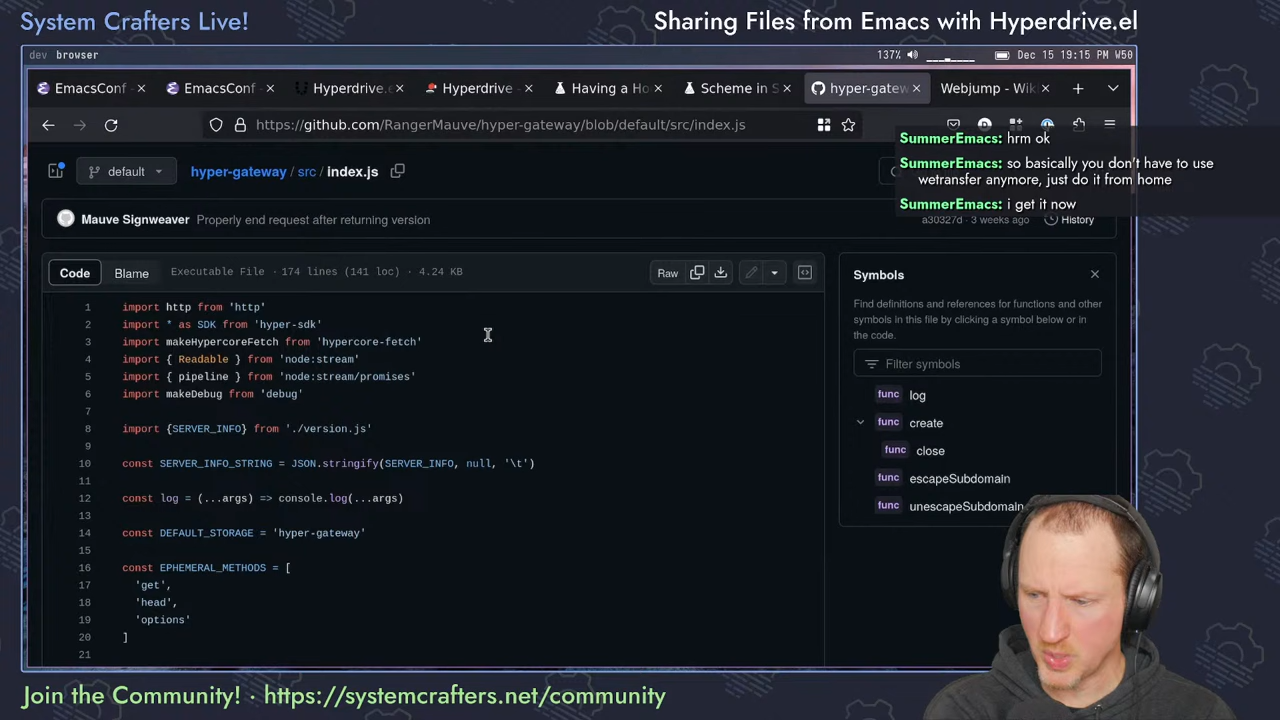 System Crafters Live!
Sharing Files from Emacs with Hyperdrive.el
dev browser
137%
Dec 15 19:15 PM W50
EmacsConf -
EmacsConf -
Hyperdrive.e
Hyperdrive -
Having a Ho
Scheme in S
hyper-gatew
Webjump - Wiki
https://github.com/RangerMauve/hyper-gateway/blob/default/src/index.js
SummerEmacs: hrm ok
SummerEmacs: so basically you don't have to use
wetransfer anymore, just do it from home
SummerEmacs: i get it now
default
hyper-gateway / src / index.js
Mauve Signweaver Properly end request after returning version
a30327d · 3 weeks ago
History
Code
Blame
Executable File · 174 lines (141 loc) · 4.24 KB
Raw
1 import http from 'http'
2 import * as SDK from 'hyper-sdk'
3 import makeHypercoreFetch from 'hypercore-fetch'
4 import { Readable } from 'node:stream'
5 import { pipeline } from 'node:stream/promises'
6 import makeDebug from 'debug'
7
8 import {SERVER_INFO} from './version.js'
9
10 const SERVER_INFO_STRING = JSON.stringify(SERVER_INFO, null, '\t')
11
12 const log = (...args) => console.log(...args)
13
14 const DEFAULT_STORAGE = 'hyper-gateway'
15
16 const EPHEMERAL_METHODS = [
17 'get',
18 'head',
19 'options'
20 ]
21
Symbols
Find definitions and references for functions and other
symbols in this file by clicking a symbol below or in
the code.
Filter symbols
func log
func create
func close
func escapeSubdomain
func unescapeSubdomain
Join the Community! · https://systemcrafters.net/community